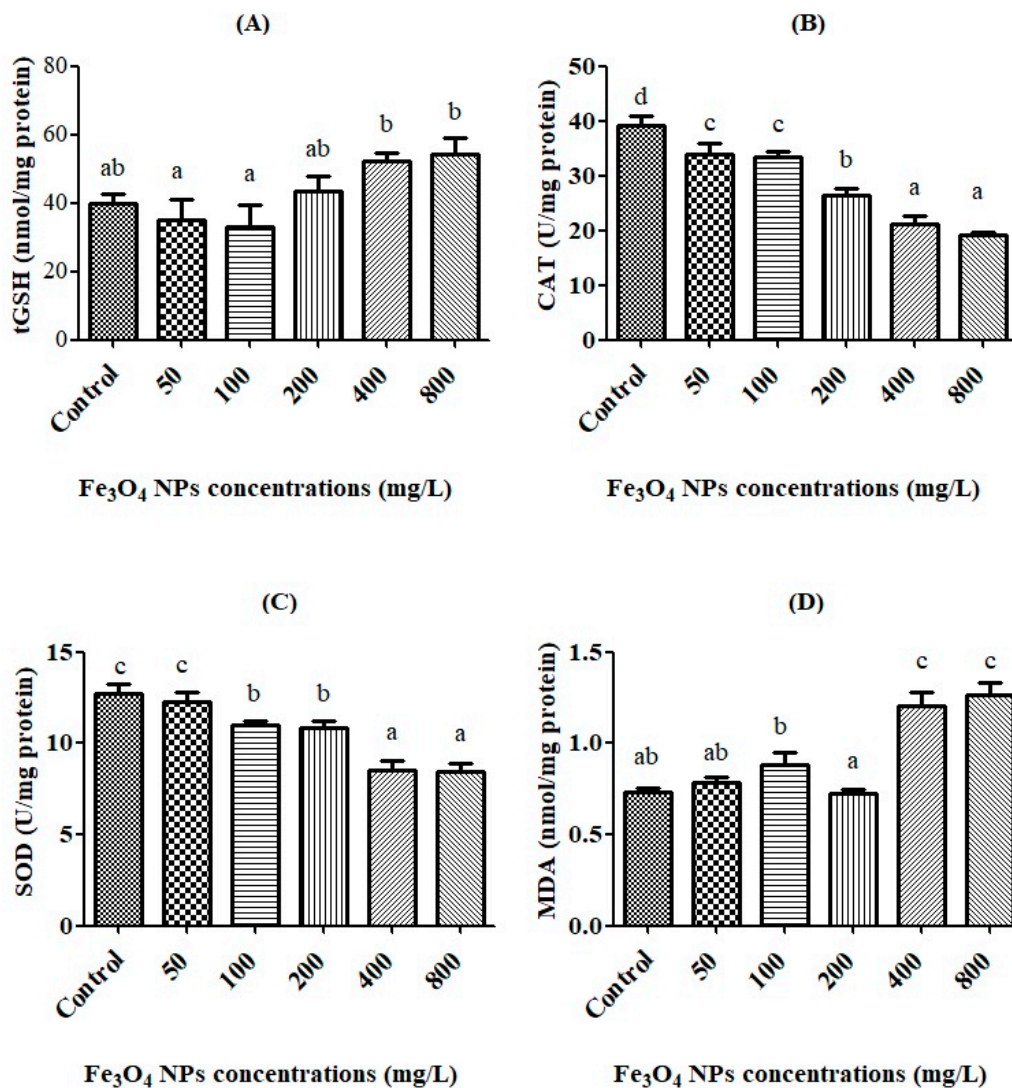 (A)
tGSH (nmol/mg protein)
80
60
40
20
0
ab
a
a
ab
b
b
Control
50
100
200
400
800
Fe₃O₄ NPs concentrations (mg/L)
(B)
CAT (U/mg protein)
50
40
30
20
10
0
d
c
c
b
a
a
Control
50
100
200
400
800
Fe₃O₄ NPs concentrations (mg/L)
(C)
SOD (U/mg protein)
15
10
5
0
c
c
b
b
a
a
Control
50
100
200
400
800
Fe₃O₄ NPs concentrations (mg/L)
(D)
MDA (nmol/mg protein)
1.5
1.0
0.5
0.0
ab
ab
b
a
c
c
Control
50
100
200
400
800
Fe₃O₄ NPs concentrations (mg/L)